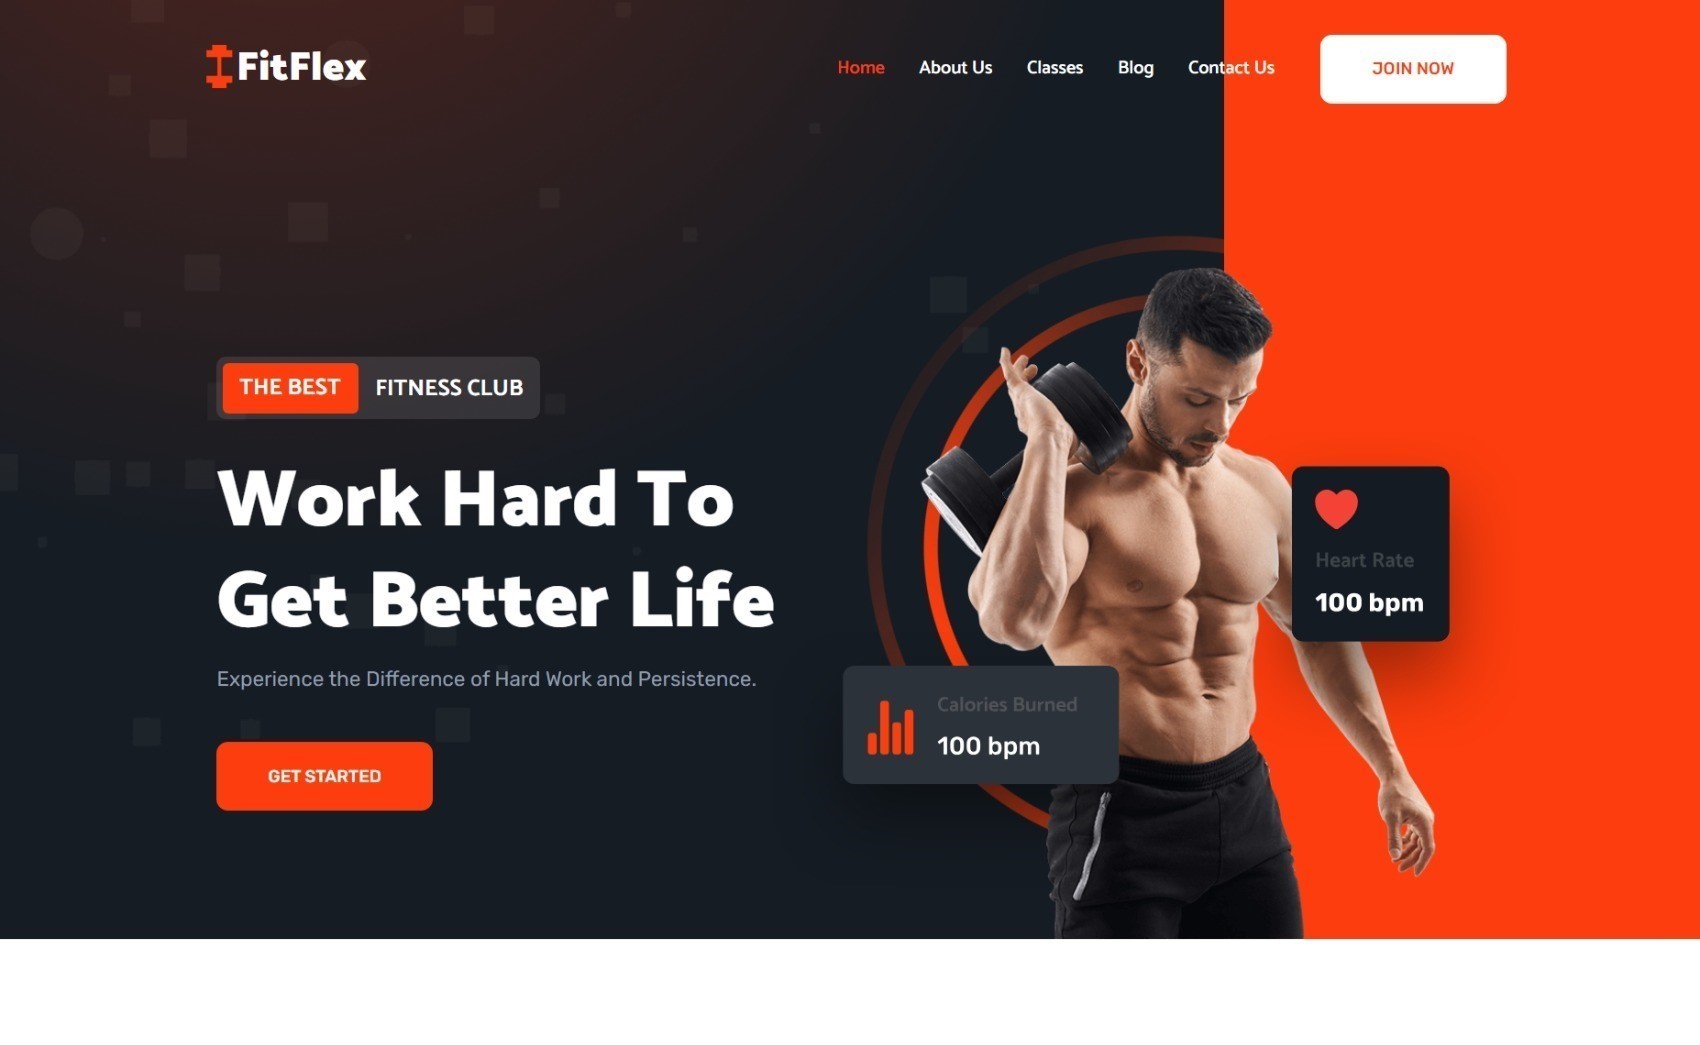 FitFlex
Home About Us Classes Blog Contact Us JOIN NOW
THE BEST FITNESS CLUB
Work Hard To
Get Better Life
Experience the Difference of Hard Work and Persistence.
GET STARTED
Heart Rate
100 bpm
Calories Burned
100 bpm